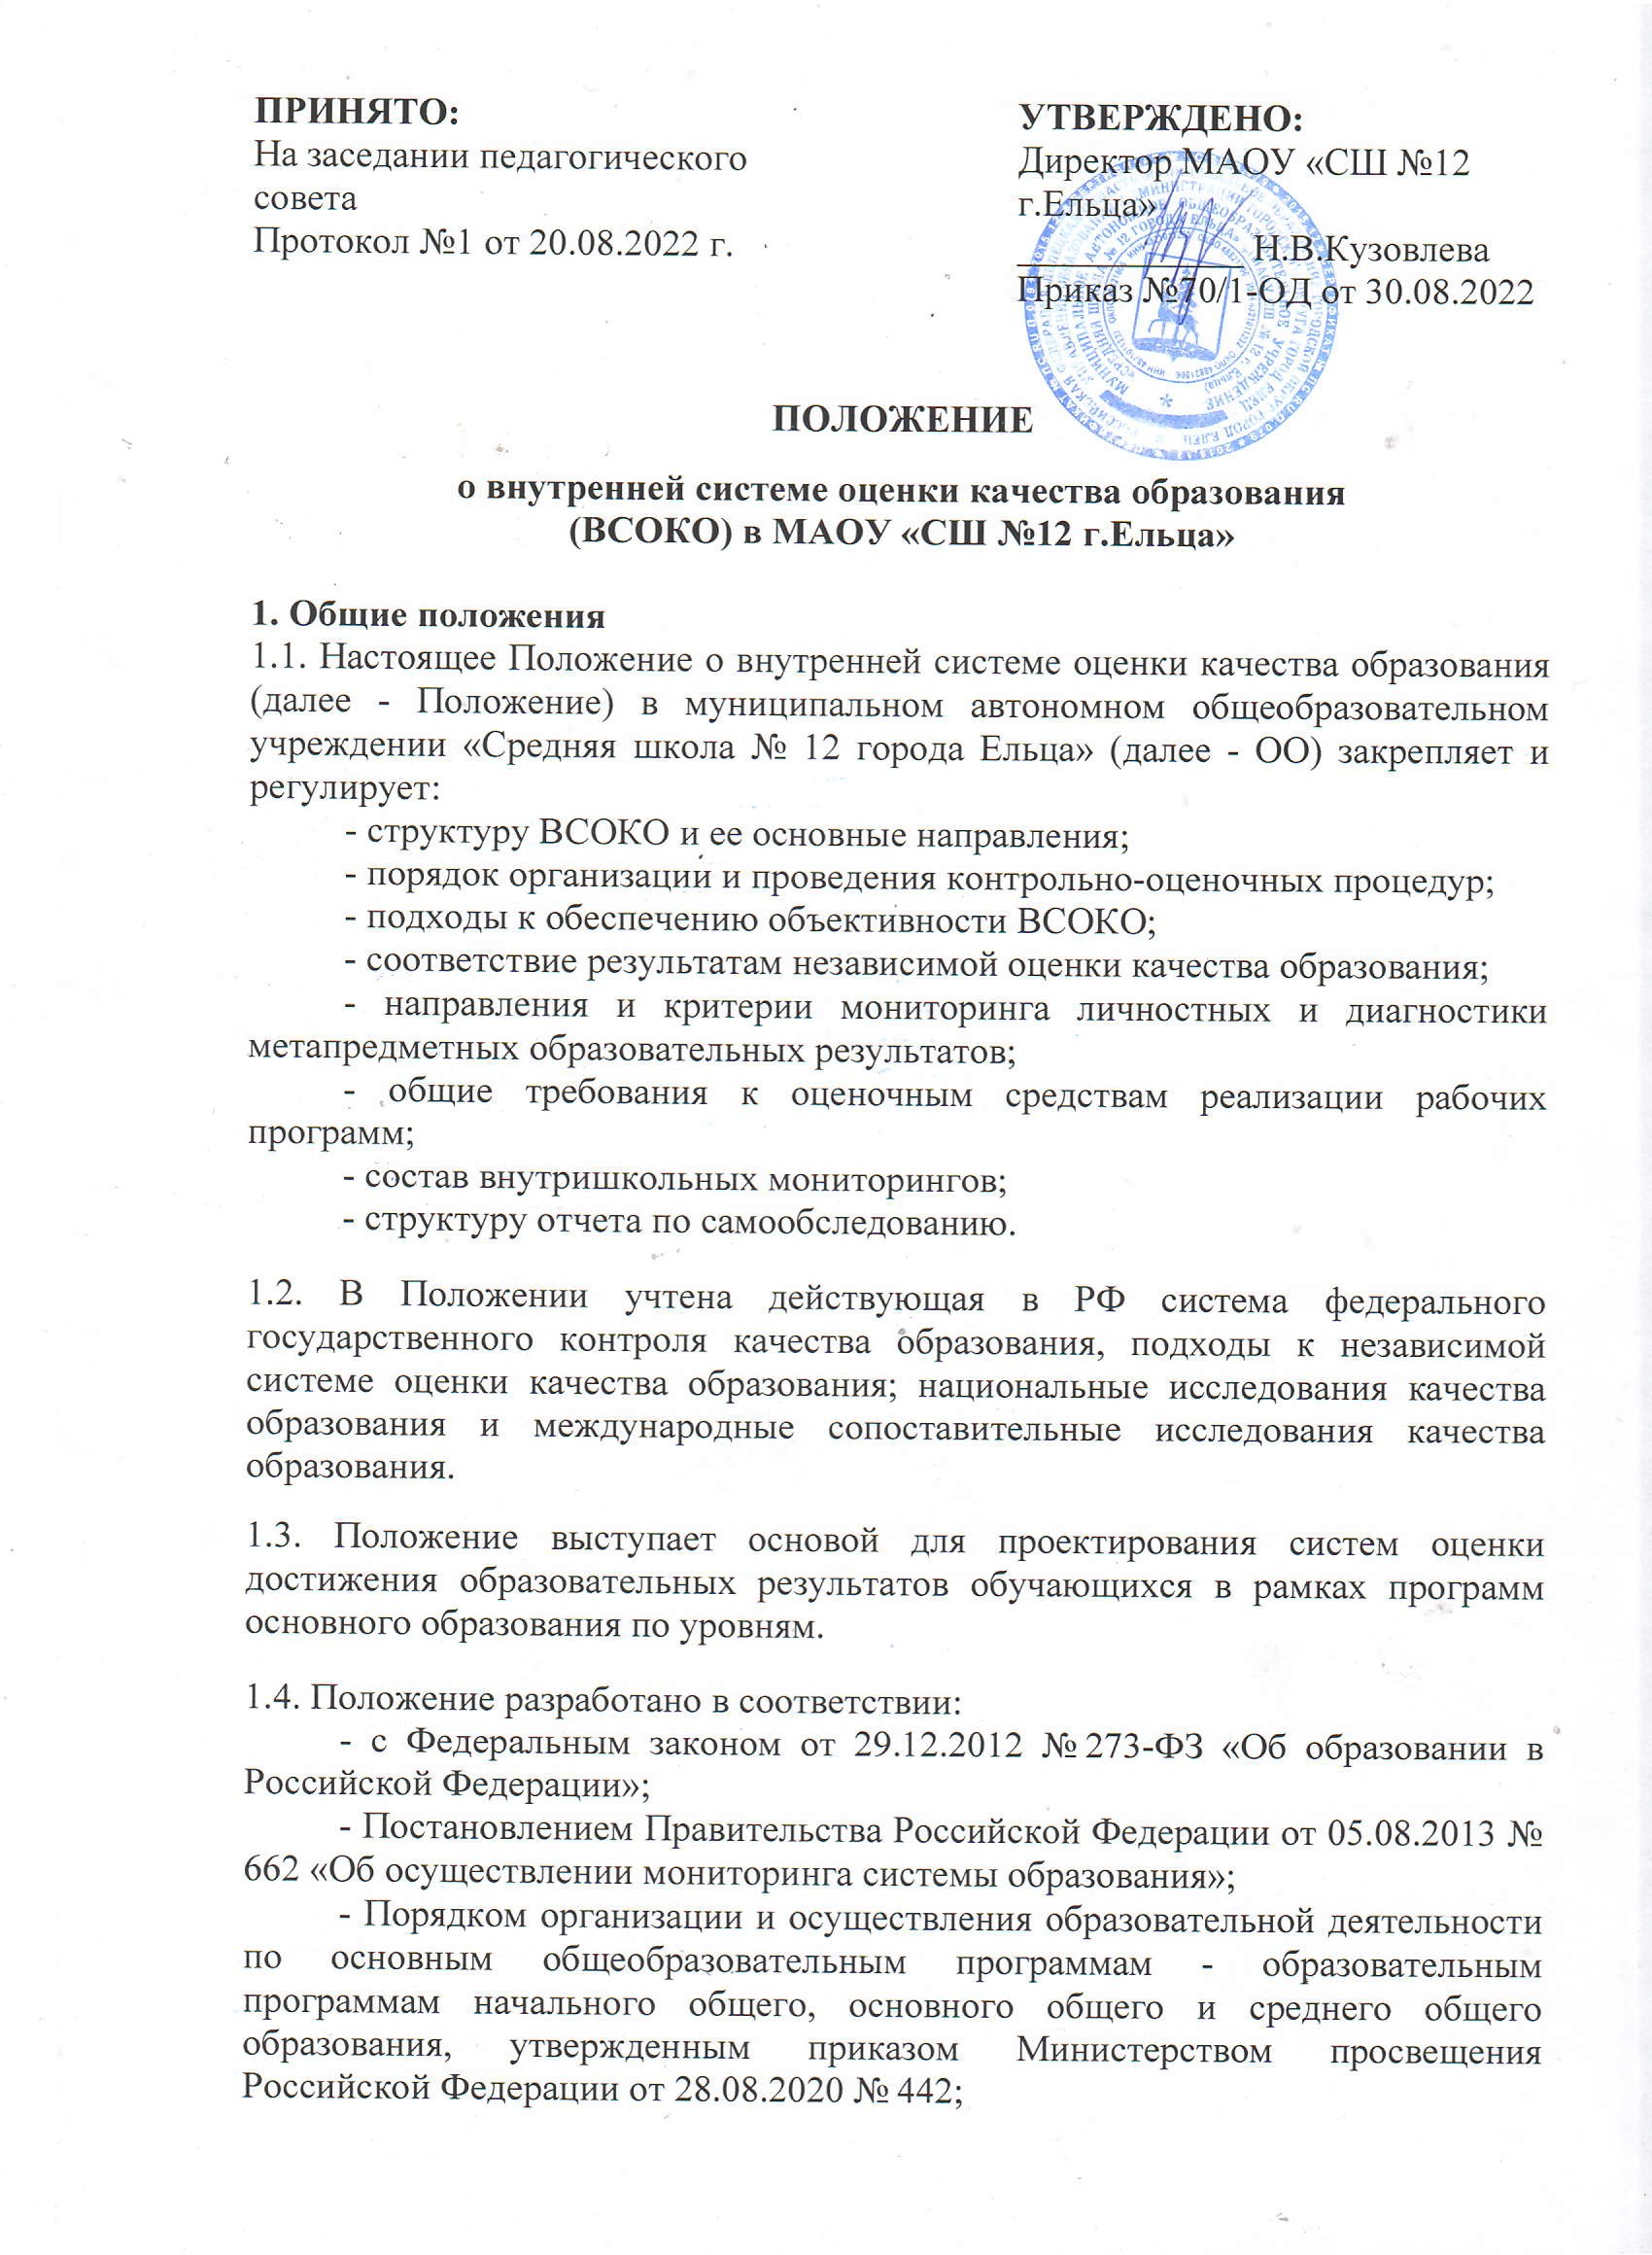 ПРИНЯТО:
На заседании педагогического
совета
Протокол №1 от 20.08.2022 г.
УТВЕРЖДЕНО:
Директор МАОУ «СШ №12
г.Ельца»
____________ Н.В.Кузовлева
Приказ №70/1-ОД от 30.08.2022
ПОЛОЖЕНИЕ
о внутренней системе оценки качества образования
(ВСОКО) в МАОУ «СШ №12 г.Ельца»
1. Общие положения
1.1. Настоящее Положение о внутренней системе оценки качества образования
(далее - Положение) в муниципальном автономном общеобразовательном
учреждении «Средняя школа № 12 города Ельца» (далее - ОО) закрепляет и
регулирует:
- структуру ВСОКО и ее основные направления;
- порядок организации и проведения контрольно-оценочных процедур;
- подходы к обеспечению объективности ВСОКО;
- соответствие результатам независимой оценки качества образования;
- направления и критерии мониторинга личностных и диагностики
метапредметных образовательных результатов;
- общие требования к оценочным средствам реализации рабочих
программ;
- состав внутришкольных мониторингов;
- структуру отчета по самообследованию.
1.2. В Положении учтена действующая в РФ система федерального
государственного контроля качества образования, подходы к независимой
системе оценки качества образования; национальные исследования качества
образования и международные сопоставительные исследования качества
образования.
1.3. Положение выступает основой для проектирования систем оценки
достижения образовательных результатов обучающихся в рамках программ
основного образования по уровням.
1.4. Положение разработано в соответствии:
- с Федеральным законом от 29.12.2012 №273-ФЗ «Об образовании в
Российской Федерации»;
- Постановлением Правительства Российской Федерации от 05.08.2013 №
662 «Об осуществлении мониторинга системы образования»;
- Порядком организации и осуществления образовательной деятельности
по основным общеобразовательным программам - образовательным
программам начального общего, основного общего и среднего общего
образования, утвержденным приказом Министерством просвещения
Российской Федерации от 28.08.2020 № 442;